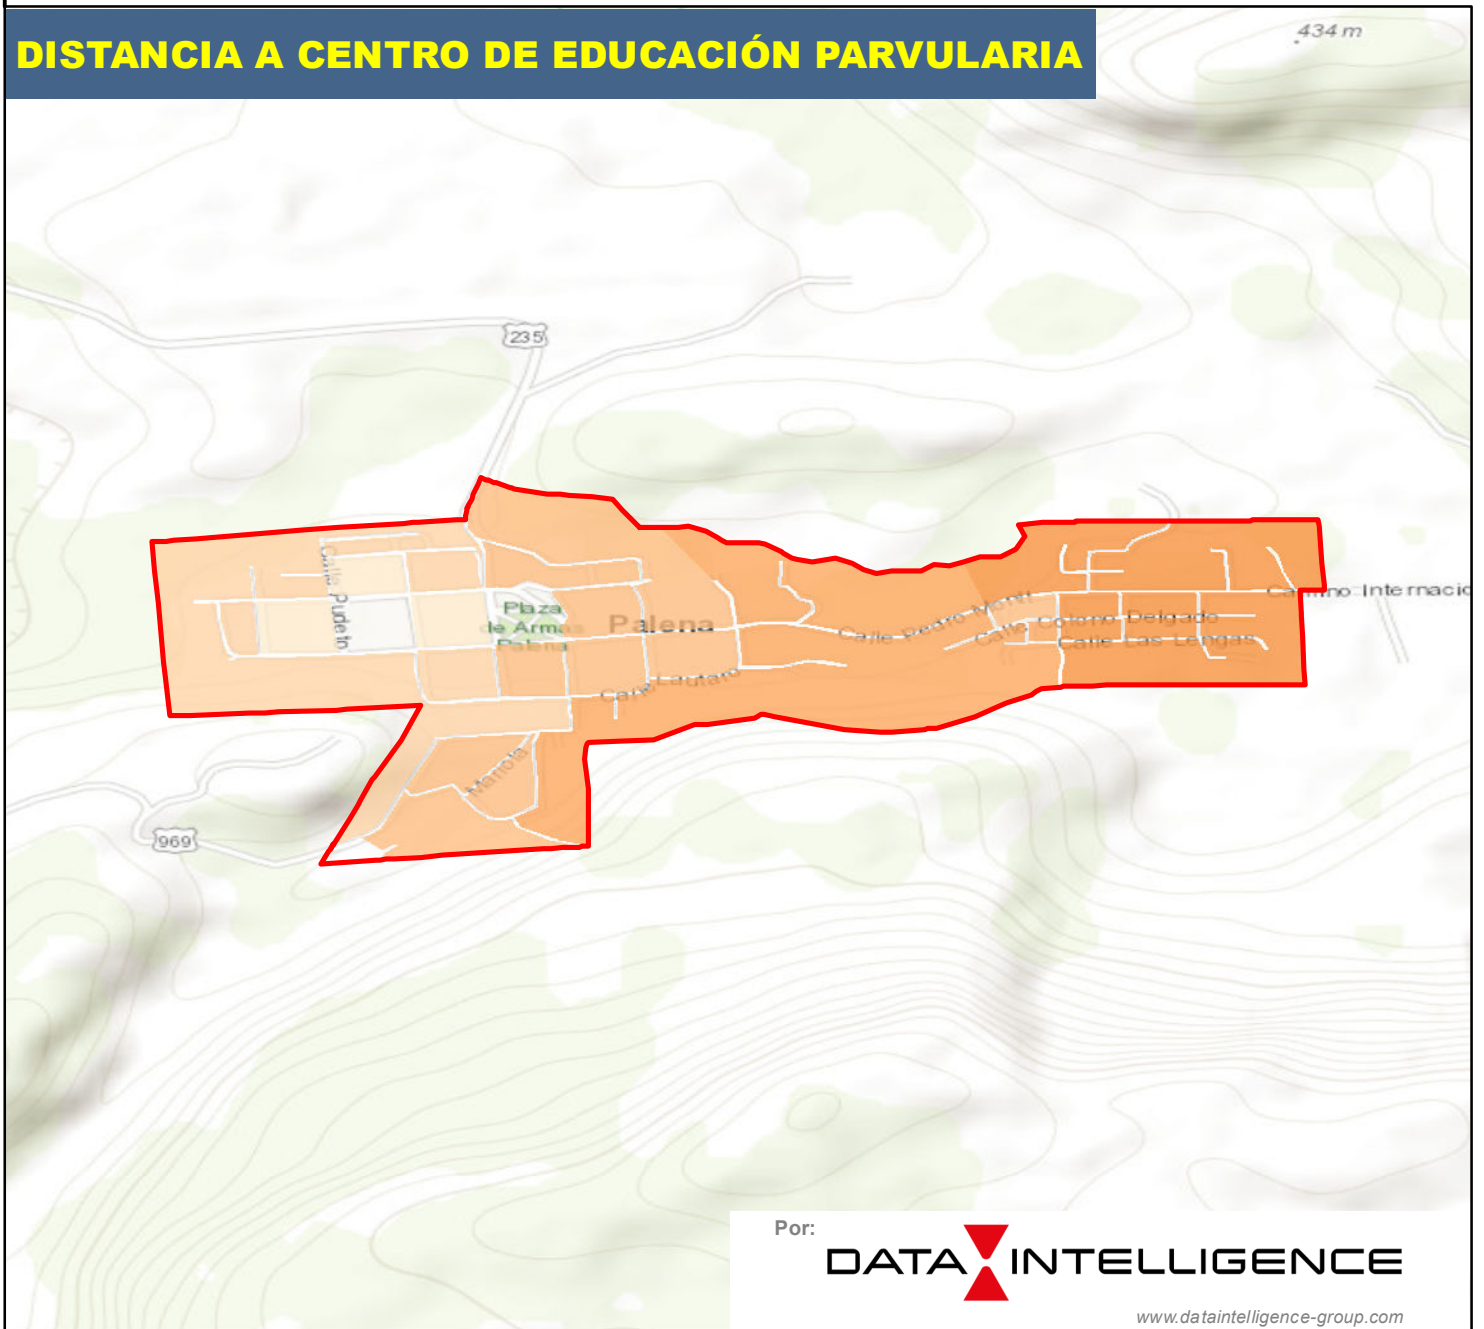 DISTANCIA A CENTRO DE EDUCACIÓN PARVULARIA
434 m
235
Calle Pudeto
Plaza
de Armas
Palena
Palena
Calle Pedro Montt
Camino Internacio
Calle Colono Delgado
Calle Las Lengas
Calle Lautaro
Mañola
969
Por:
DATA INTELLIGENCE
www.dataintelligence-group.com